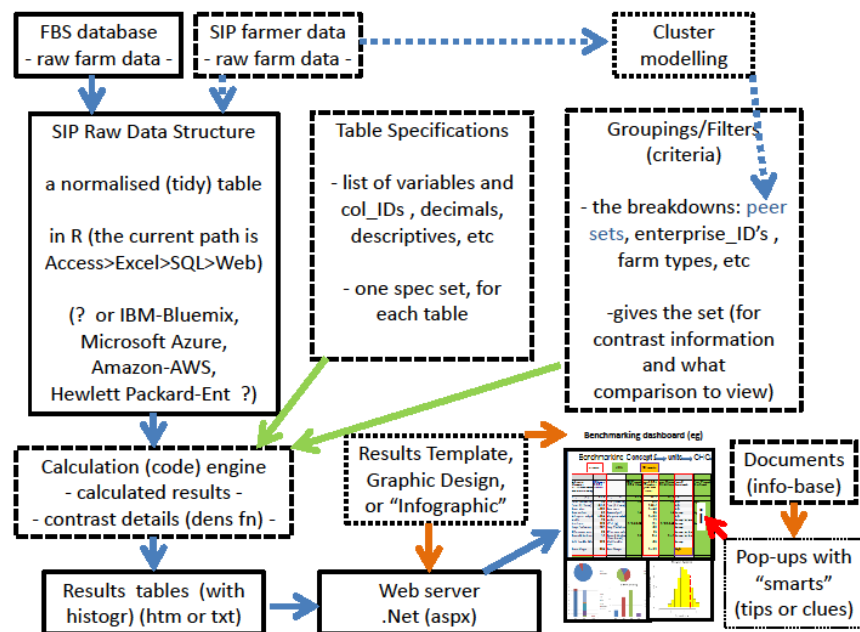 FBS database
- raw farm data -
SIP farmer data
- raw farm data -
Cluster
modelling
SIP Raw Data Structure
a normalised (tidy) table
in R (the current path is
Access>Excel>SQL>Web)
(? or IBM-Bluemix,
Microsoft Azure,
Amazon-AWS,
Hewlett Packard-Ent ?)
Table Specifications
- list of variables and
col_IDs , decimals,
descriptives, etc
- one spec set, for
each table
Groupings/Filters
(criteria)
- the breakdowns: peer
sets, enterprise_ID’s ,
farm types, etc
-gives the set (for
contrast information
and what
comparison to view)
Calculation (code) engine
- calculated results -
- contrast details (dens fn) -
Results Template,
Graphic Design,
or “Infographic”
Benchmarking dashboard (eg)
Benchmarking Concept
i
Documents
(info-base)
Results tables (with
histogr) (htm or txt)
Web server
.Net (aspx)
Pop-ups with
“smarts”
(tips or clues)